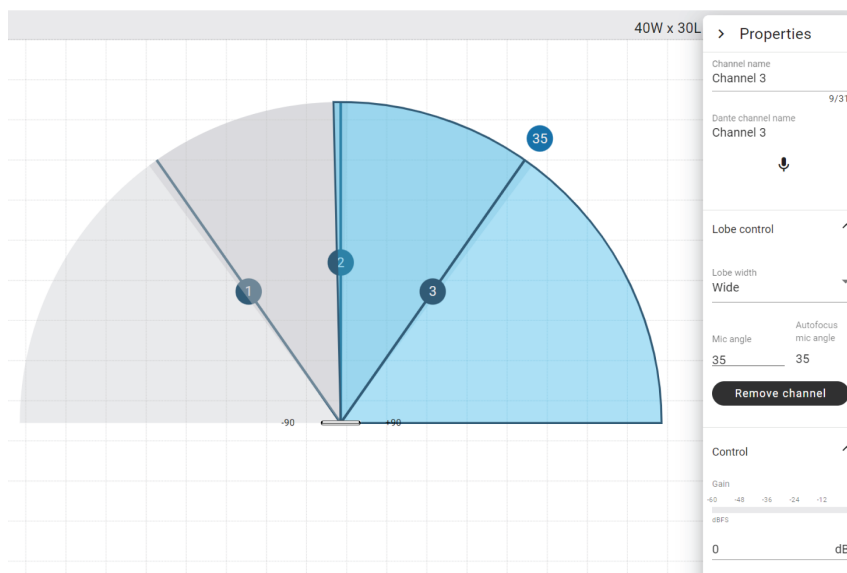 40W x 30L
Properties
Channel name
Channel 3
9/31
Dante channel name
Channel 3
35
2
1
3
-90
+90
Lobe control
Lobe width
Wide
Mic angle
35
Autofocus
mic angle
35
Remove channel
Control
Gain
-60 -48 -36 -24 -12
dBFS
0 dB